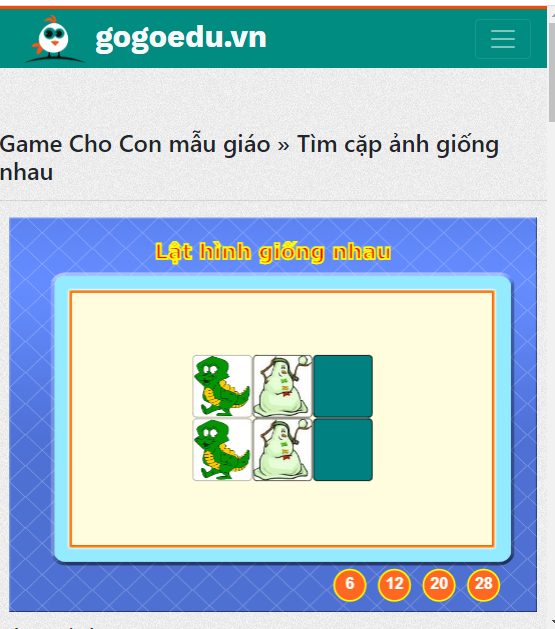 gogoedu.vn
Game Cho Con mẫu giáo » Tìm cặp ảnh giống
nhau
Lật hình giống nhau
6 12 20 28